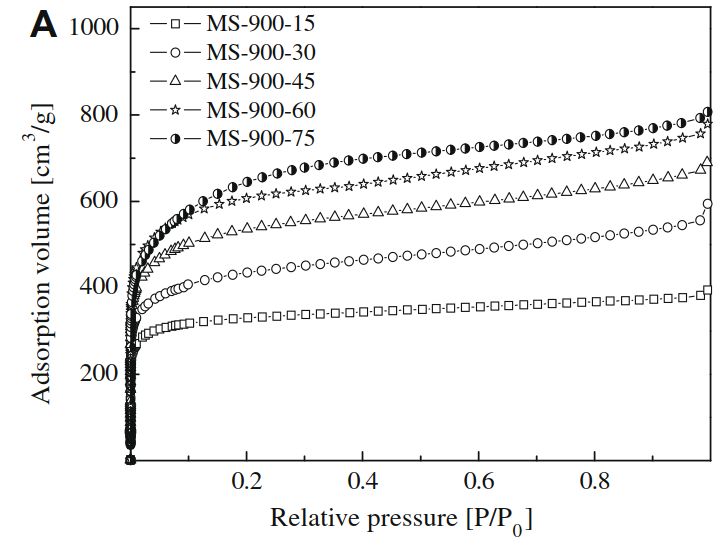 A
1000
MS-900-15
MS-900-30
MS-900-45
MS-900-60
MS-900-75
800
600
400
200
Adsorption volume [cm³/g]
0.2 0.4 0.6 0.8
Relative pressure [P/P₀]